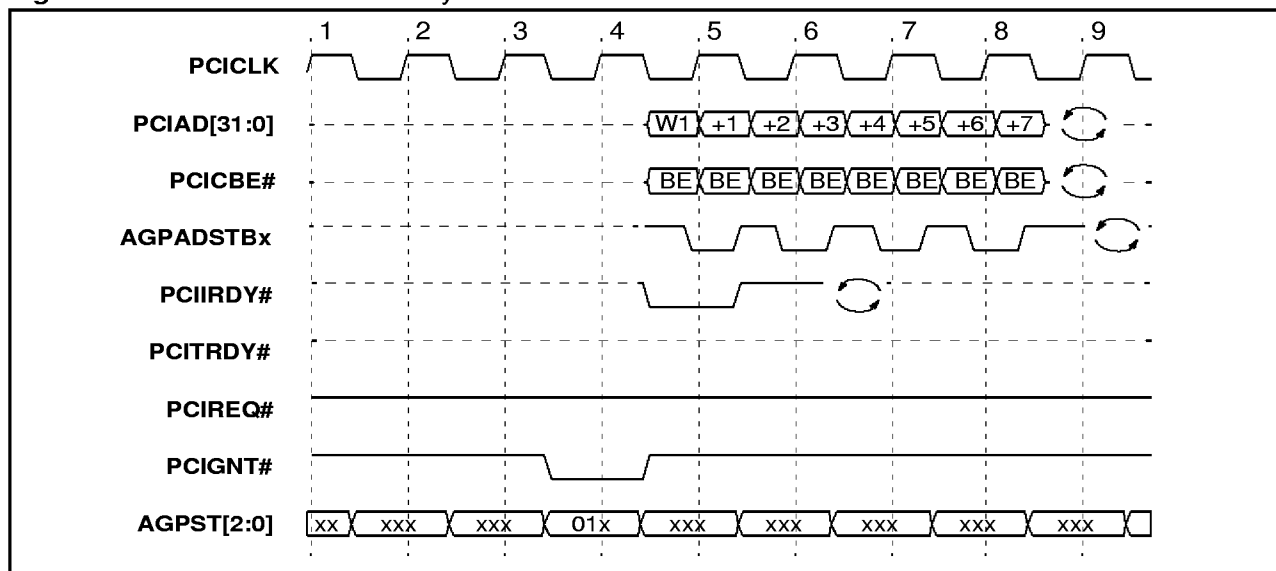 1 2 3 4 5 6 7 8 9
PCICLK
PCIAD[31:0] W1 +1 +2 +3 +4 +5 +6 +7
PCICBE# BE BE BE BE BE BE BE BE
AGPADSTBx
PCIIRDY#
PCITRDY#
PCIREQ#
PCIGNT#
AGPST[2:0] xx xxx xxx 01x xxx xxx xxx xxx xxx